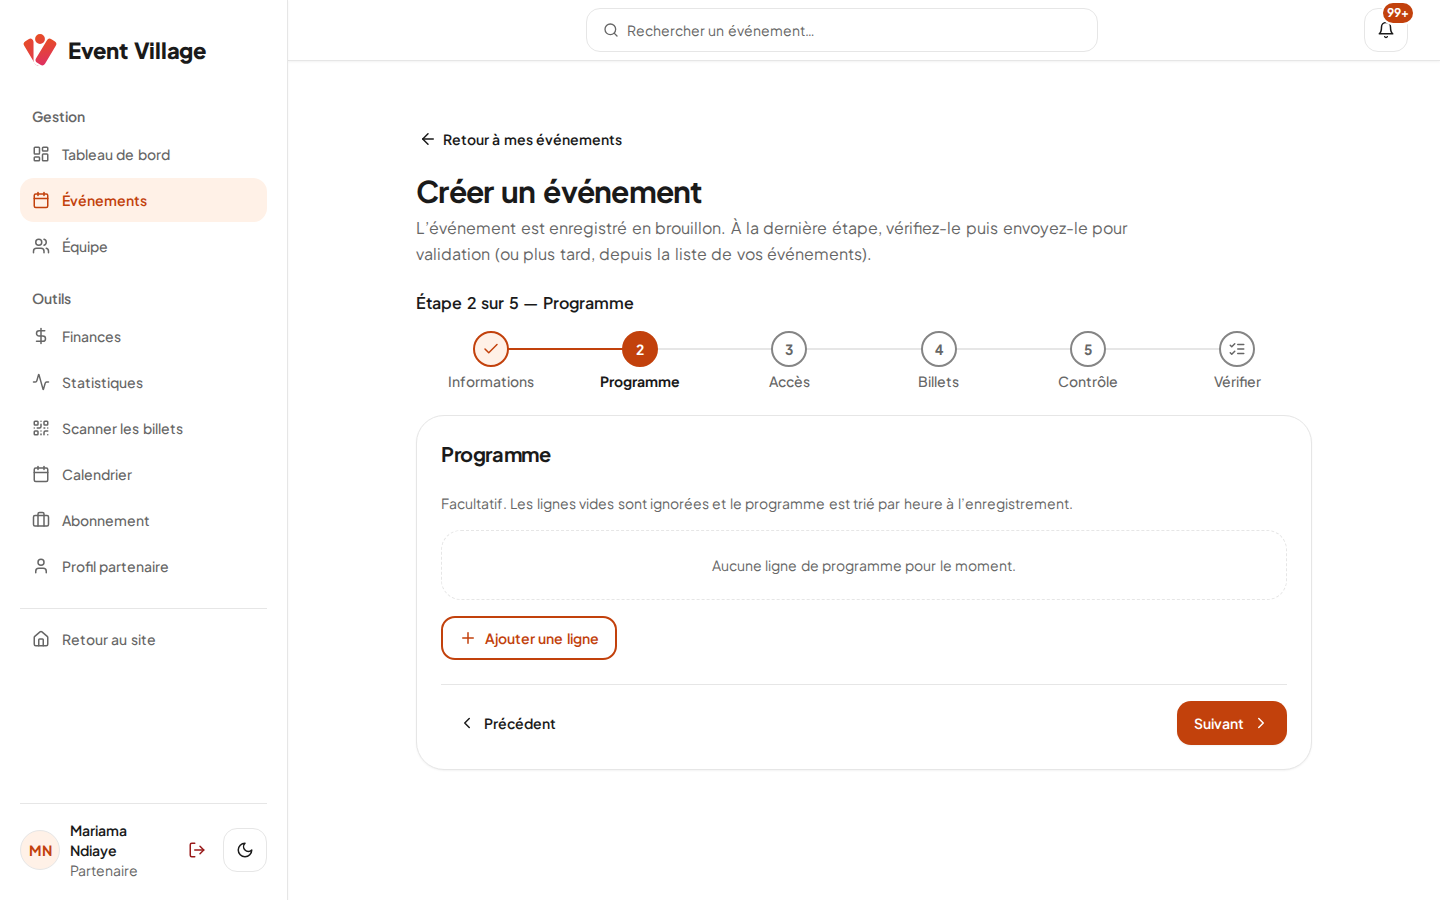 Event Village
Rechercher un événement…
99+
Gestion
Tableau de bord
Événements
Équipe
Outils
Finances
Statistiques
Scanner les billets
Calendrier
Abonnement
Profil partenaire
Retour au site
MN
Mariama
Ndiaye
Partenaire
Retour à mes événements
Créer un événement
L’événement est enregistré en brouillon. À la dernière étape, vérifiez-le puis envoyez-le pour
validation (ou plus tard, depuis la liste de vos événements).
Étape 2 sur 5 — Programme
2
3
4
5
Informations
Programme
Accès
Billets
Contrôle
Vérifier
Programme
Facultatif. Les lignes vides sont ignorées et le programme est trié par heure à l’enregistrement.
Aucune ligne de programme pour le moment.
Ajouter une ligne
Précédent
Suivant